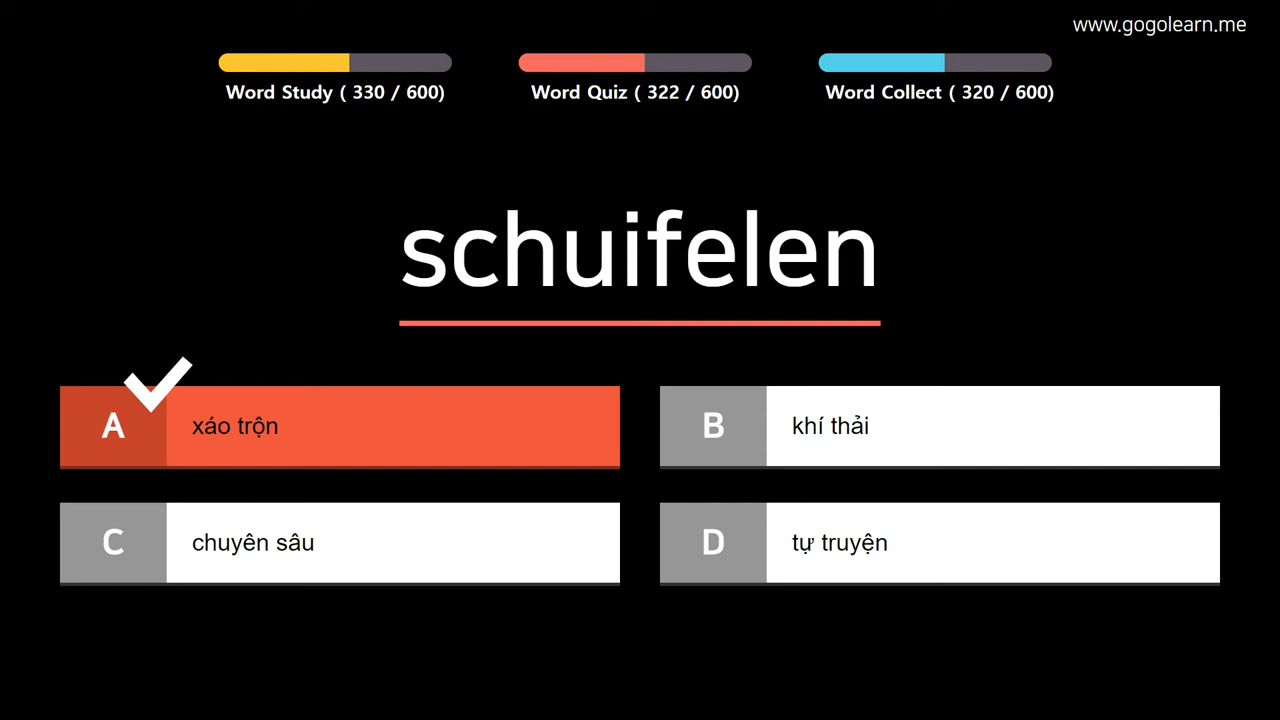 www.gogolearn.me
Word Study ( 330 / 600)
Word Quiz ( 322 / 600)
Word Collect ( 320 / 600)
schuifelen
A xáo trộn
B khí thải
C chuyên sâu
D tự truyện